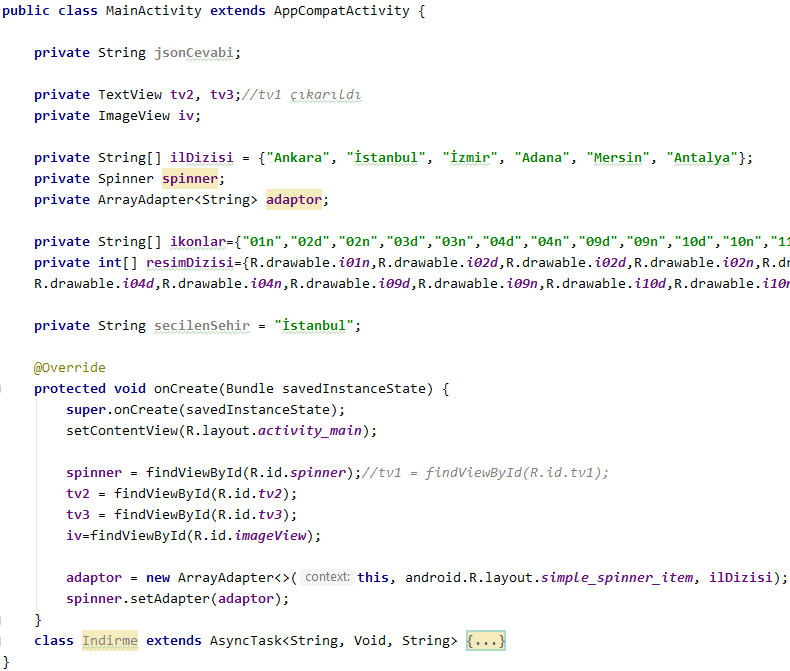 public class MainActivity extends AppCompatActivity {
private String jsonCevabi;
private TextView tv2, tv3;//tv1 çıkarıldı
private ImageView iv;
private String[] ilDizisi = {"Ankara", "İstanbul", "İzmir", "Adana", "Mersin", "Antalya"};
private Spinner spinner;
private ArrayAdapter<String> adaptor;
private String[] ikonlar={"01n","02d","02n","03d","03n","04d","04n","09d","09n","10d","10n","11
private int[] resimDizisi={R.drawable.i01n,R.drawable.i02d,R.drawable.i02d,R.drawable.i02n,R.dr
R.drawable.i04d,R.drawable.i04n,R.drawable.i09d,R.drawable.i09n,R.drawable.i10d,R.drawable.i10n
private String secilenSehir = "İstanbul";
@Override
protected void onCreate(Bundle savedInstanceState) {
super.onCreate(savedInstanceState);
setContentView(R.layout.activity_main);
spinner = findViewById(R.id.spinner);//tv1 = findViewById(R.id.tv1);
tv2 = findViewById(R.id.tv2);
tv3 = findViewById(R.id.tv3);
iv=findViewById(R.id.imageView);
adaptor = new ArrayAdapter<>( context: this, android.R.layout.simple_spinner_item, ilDizisi);
spinner.setAdapter(adaptor);
}
class Indirme extends AsyncTask<String, Void, String> {...}
}